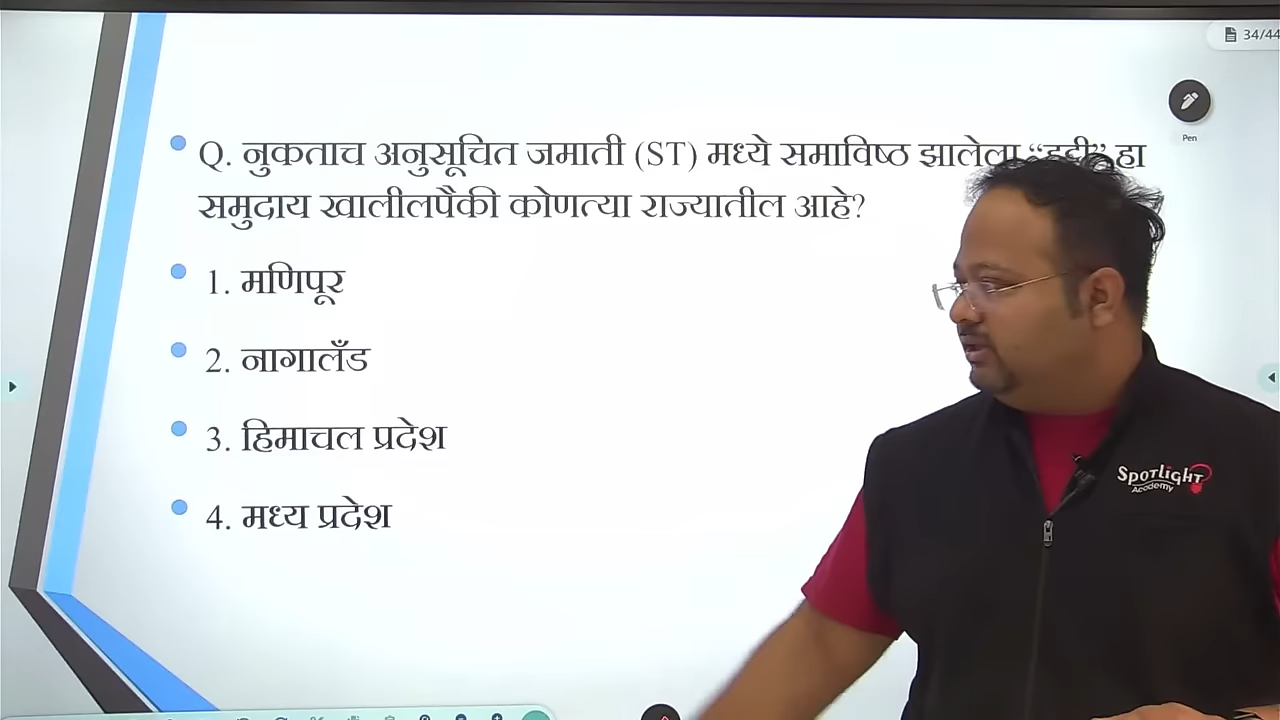 34/44
Pen
Q. नुकताच अनुसूचित जमाती (ST) मध्ये समाविष्ठ झालेला हा
समुदाय खालीलपैकी कोणत्या राज्यातील आहे?
1. मणिपूर
2. नागालँड
3. हिमाचल प्रदेश
4. मध्य प्रदेश
Spotlight
Academy